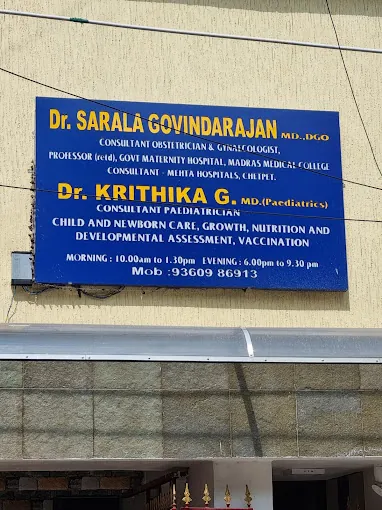 Dr. SARALA GOVINDARAJAN MD.,DGO
CONSULTANT OBSTETRICIAN & GYNAECOLOGIST,
PROFESSOR (retd), GOVT MATERNITY HOSPITAL, MADRAS MEDICAL COLLEGE
CONSULTANT - MEHTA HOSPITALS, CHETPET.
Dr. KRITHIKA G. MD.(Paediatrics)
CONSULTANT PAEDIATRICIAN
CHILD AND NEWBORN CARE, GROWTH, NUTRITION AND
DEVELOPMENTAL ASSESSMENT, VACCINATION
MORNING : 10.00am to 1.30pm EVENING : 6.00pm to 9.30 pm
Mob :93609 86913